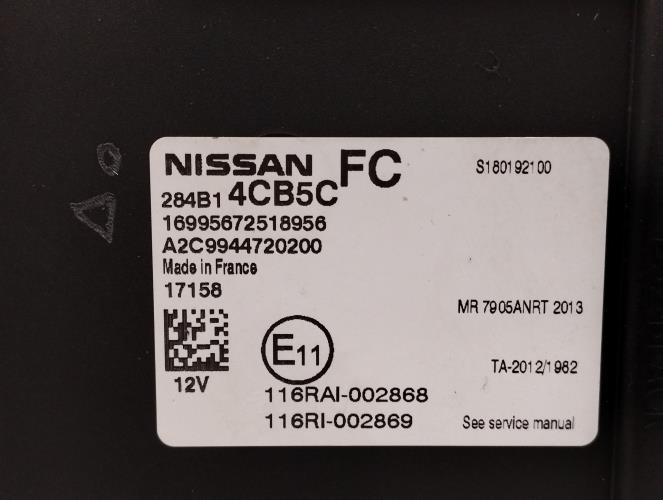 NISSAN FC
S180192100
284B1 4CB5C
16995672518956
A2C9944720200
Made in France
17158
MR 7905ANRT 2013
E11
TA-2012/1982
12V
116RAI-002868
116RI-002869
See service manual